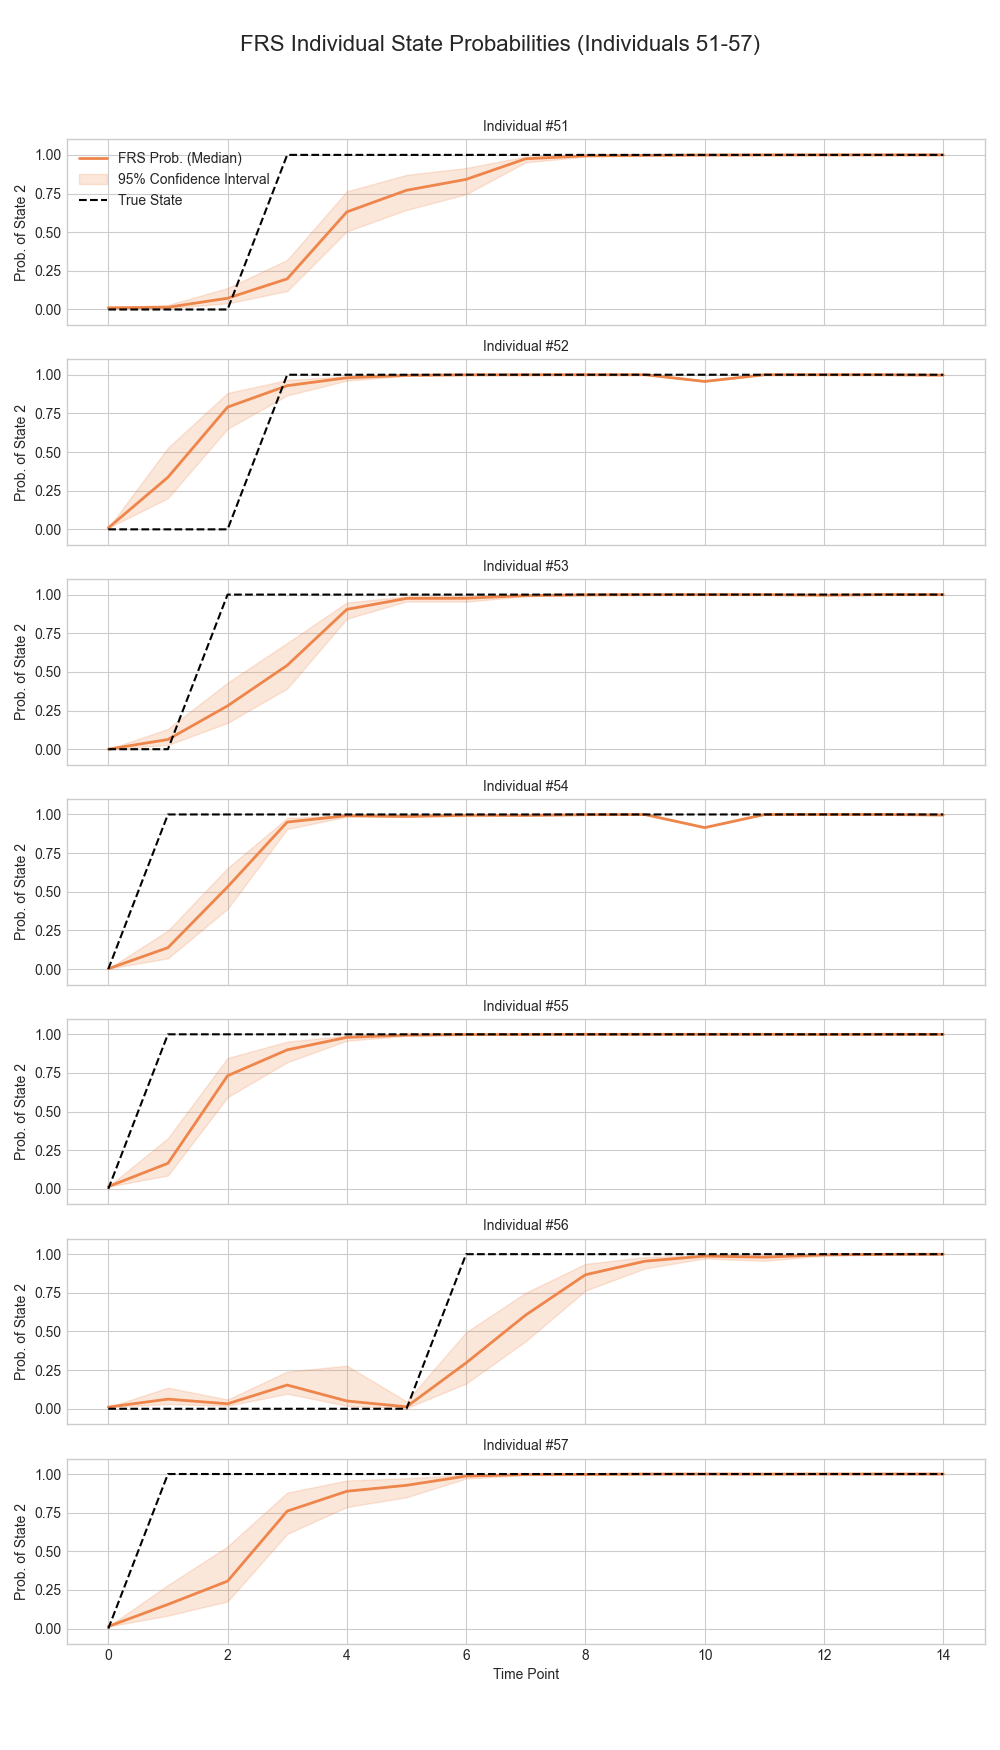 FRS Individual State Probabilities (Individuals 51-57)
Individual #51
FRS Prob. (Median)
95% Confidence Interval
True State
Prob. of State 2
1.00
0.75
0.50
0.25
0.00
Individual #52
Prob. of State 2
1.00
0.75
0.50
0.25
0.00
Individual #53
Prob. of State 2
1.00
0.75
0.50
0.25
0.00
Individual #54
Prob. of State 2
1.00
0.75
0.50
0.25
0.00
Individual #55
Prob. of State 2
1.00
0.75
0.50
0.25
0.00
Individual #56
Prob. of State 2
1.00
0.75
0.50
0.25
0.00
Individual #57
Prob. of State 2
1.00
0.75
0.50
0.25
0.00
0 2 4 6 8 10 12 14
Time Point